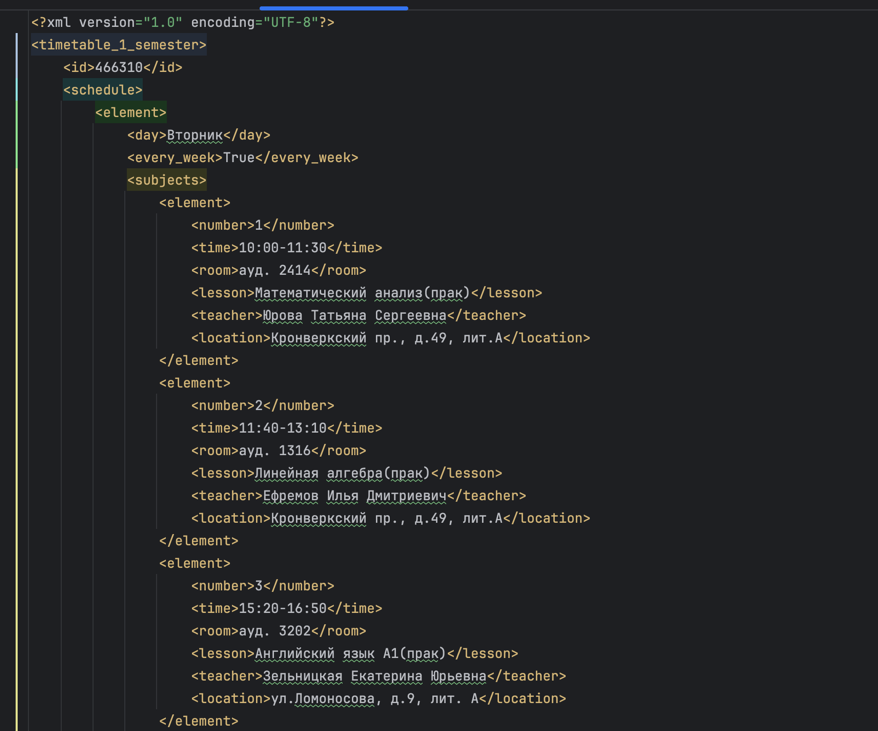 <?xml version="1.0" encoding="UTF-8"?>
<timetable_1_semester>
<id>466310</id>
<schedule>
<element>
<day>Вторник</day>
<every_week>True</every_week>
<subjects>
<element>
<number>1</number>
<time>10:00-11:30</time>
<room>ауд. 2414</room>
<lesson>Математический анализ(прак)</lesson>
<teacher>Юрова Татьяна Сергеевна</teacher>
<location>Кронверкский пр., д.49, лит.А</location>
</element>
<element>
<number>2</number>
<time>11:40-13:10</time>
<room>ауд. 1316</room>
<lesson>Линейная алгебра(прак)</lesson>
<teacher>Ефремов Илья Дмитриевич</teacher>
<location>Кронверкский пр., д.49, лит.А</location>
</element>
<element>
<number>3</number>
<time>15:20-16:50</time>
<room>ауд. 3202</room>
<lesson>Английский язык А1(прак)</lesson>
<teacher>Зельницкая Екатерина Юрьевна</teacher>
<location>ул.Ломоносова, д.9, лит. А</location>
</element>